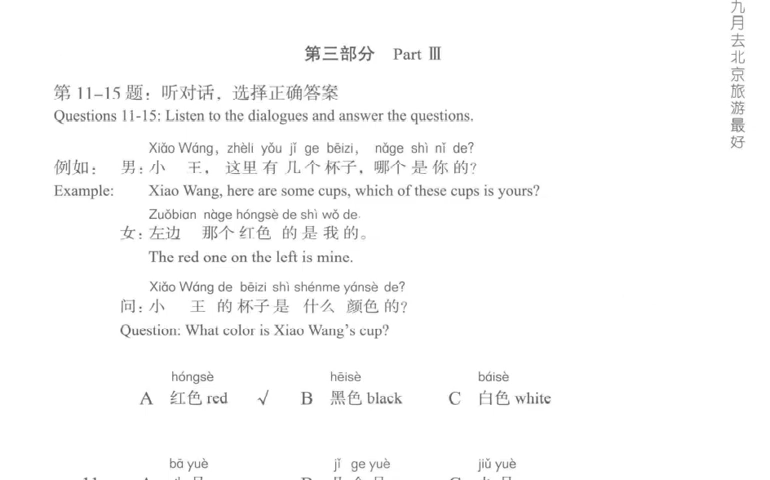 九月去北京旅游最好
第三部分 Part Ⅲ
第 11–15 题：听对话，选择正确答案
Questions 11-15: Listen to the dialogues and answer the questions.
Xiǎo Wáng, zhèli yǒu jǐ ge bēizi, nǎge shì nǐ de?
例如： 男：小 王， 这里有几个杯子，哪个是你的？
Example: Xiao Wang, here are some cups, which of these cups is yours?
Zuǒbian nàge hóngsè de shì wǒ de.
女：左边 那个红色 的是我的。
The red one on the left is mine.
Xiǎo Wáng de bēizi shì shénme yánsè de?
问：小 王 的杯子是 什么 颜色的？
Question: What color is Xiao Wang's cup?
hóngsè hēisè báisè
A 红色 red √ B 黑色 black C 白色 white
bā yuè jǐ ge yuè jiǔ yuè